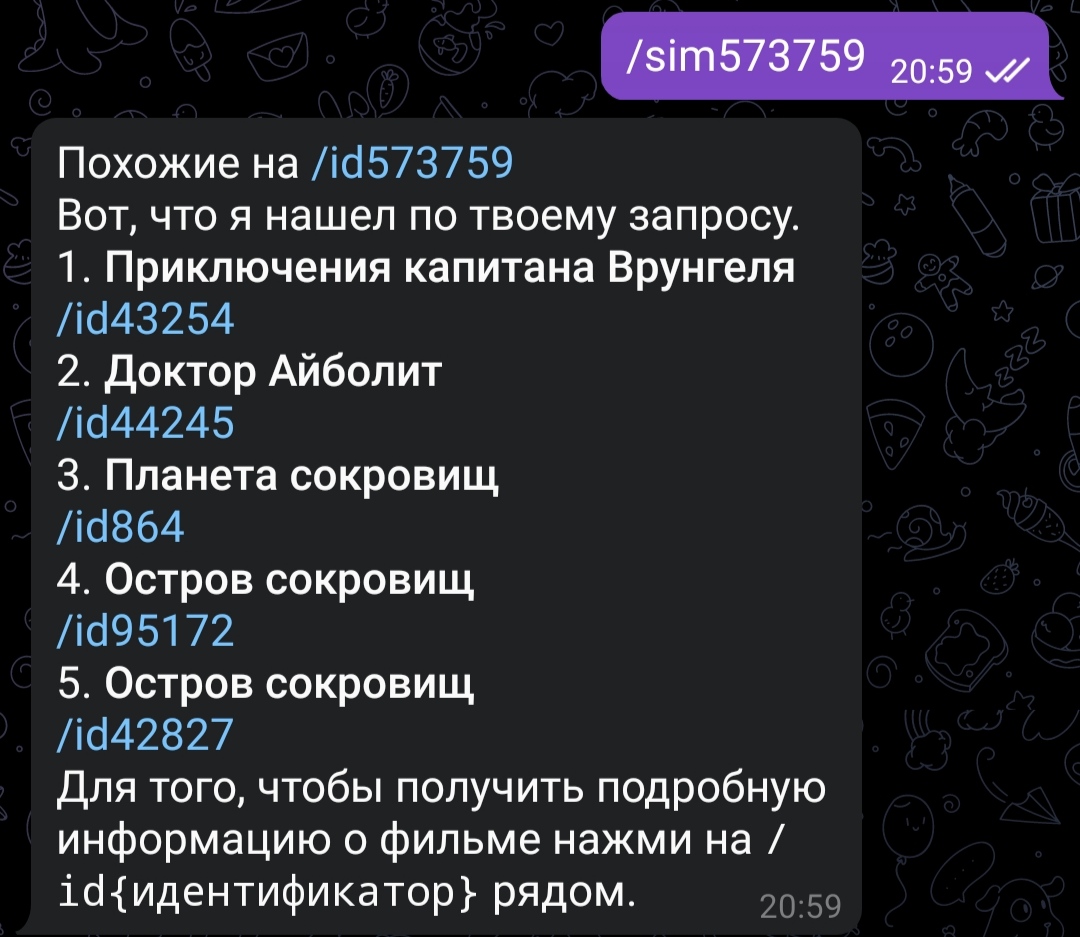 /sim573759 20:59
Похожие на /id573759
Вот, что я нашел по твоему запросу.
1. Приключения капитана Врунгеля
/id43254
2. Доктор Айболит
/id44245
3. Планета сокровищ
/id864
4. Остров сокровищ
/id95172
5. Остров сокровищ
/id42827
Для того, чтобы получить подробную
информацию о фильме нажми на /
id{идентификатор} рядом.
20:59